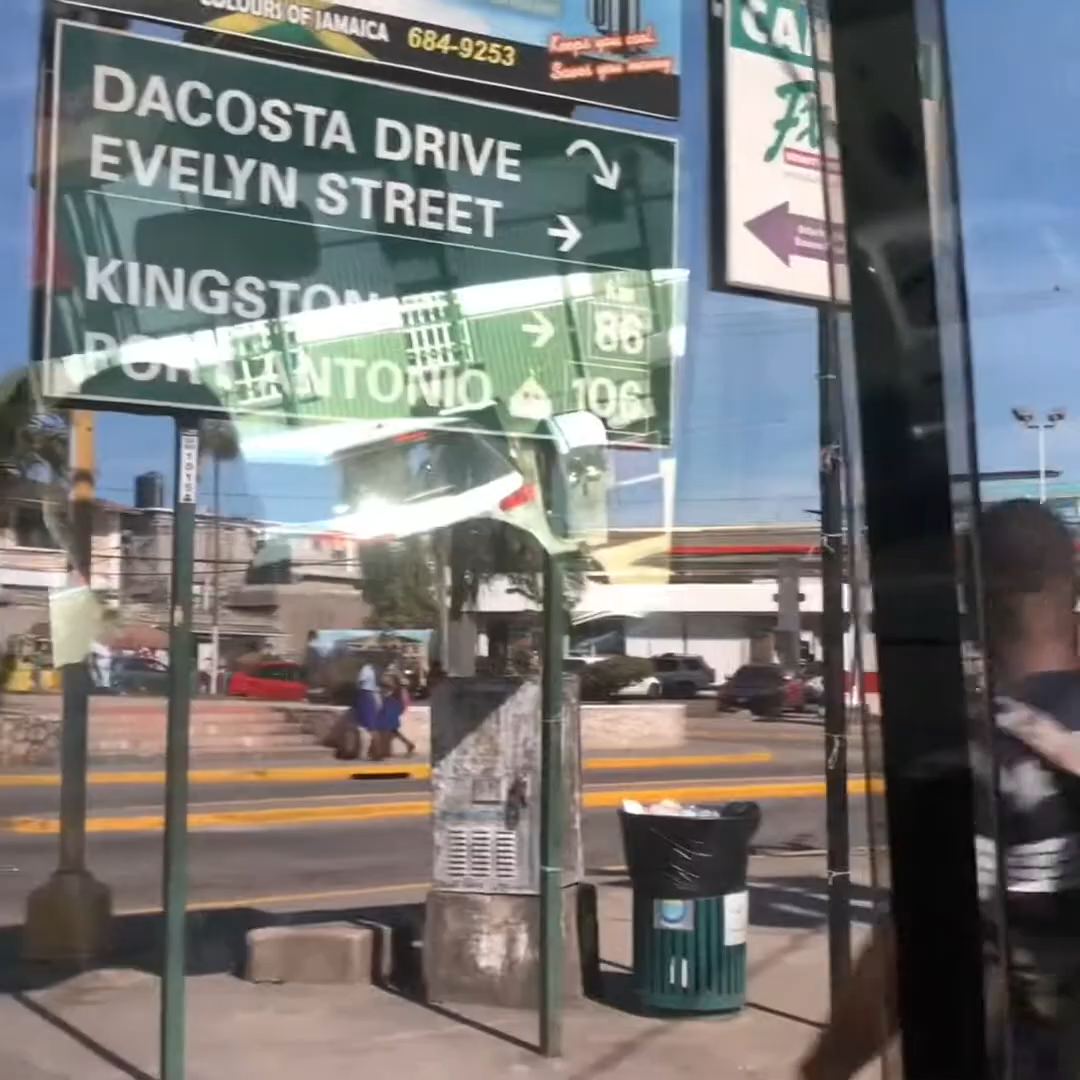 COLOURS OF JAMAICA 684-9253
Keeps you cool
Saves you money
DACOSTA DRIVE
EVELYN STREET
KINGSTON 86
PORT ANTONIO 106